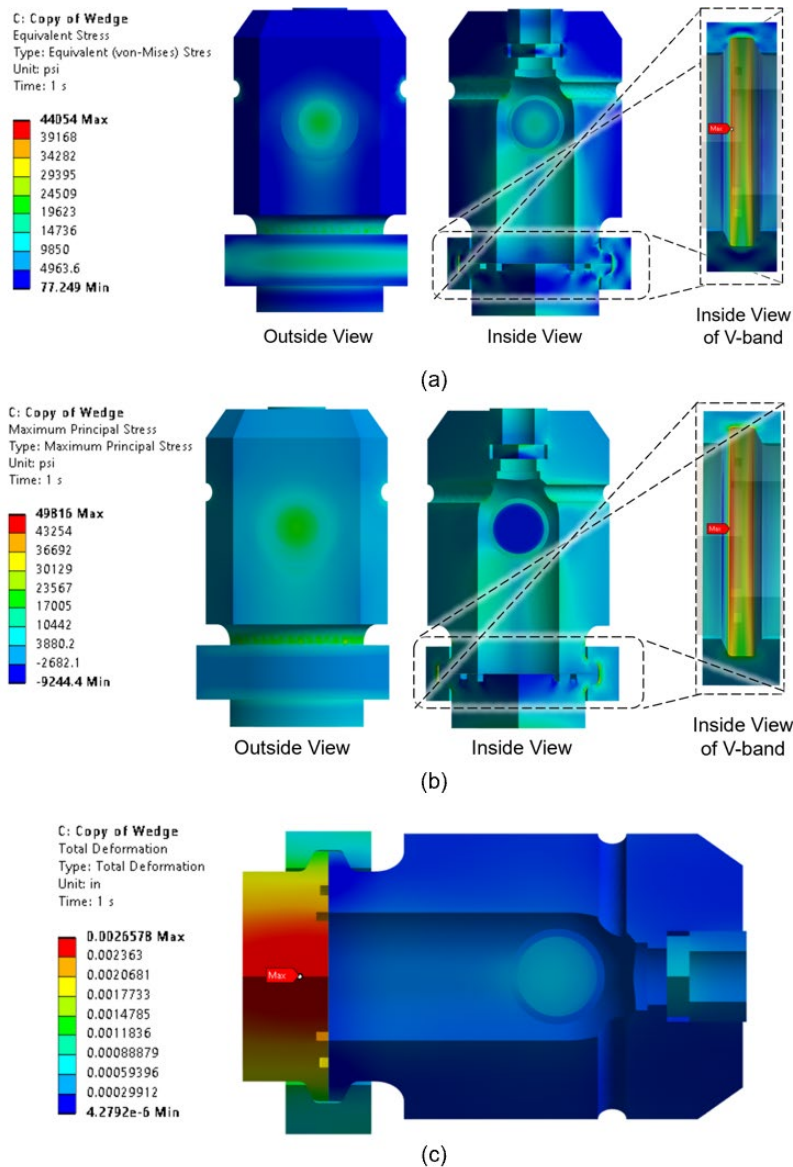 C: Copy of Wedge
Equivalent Stress
Type: Equivalent (von-Mises) Stres
Unit: psi
Time: 1 s
44054 Max
39168
34282
29395
24509
19623
14736
9850
4963.6
77.249 Min
Max
Outside View
Inside View
Inside View
of V-band
(a)
C: Copy of Wedge
Maximum Principal Stress
Type: Maximum Principal Stress
Unit: psi
Time: 1 s
49816 Max
43254
36692
30129
23567
17005
10442
3880.2
-2682.1
-9244.4 Min
Max
Outside View
Inside View
Inside View
of V-band
(b)
C: Copy of Wedge
Total Deformation
Type: Total Deformation
Unit: in
Time: 1 s
0.0026578 Max
0.002363
0.0020681
0.0017733
0.0014785
0.0011836
0.00088879
0.00059396
0.00029912
4.2792e-6 Min
Max
(c)